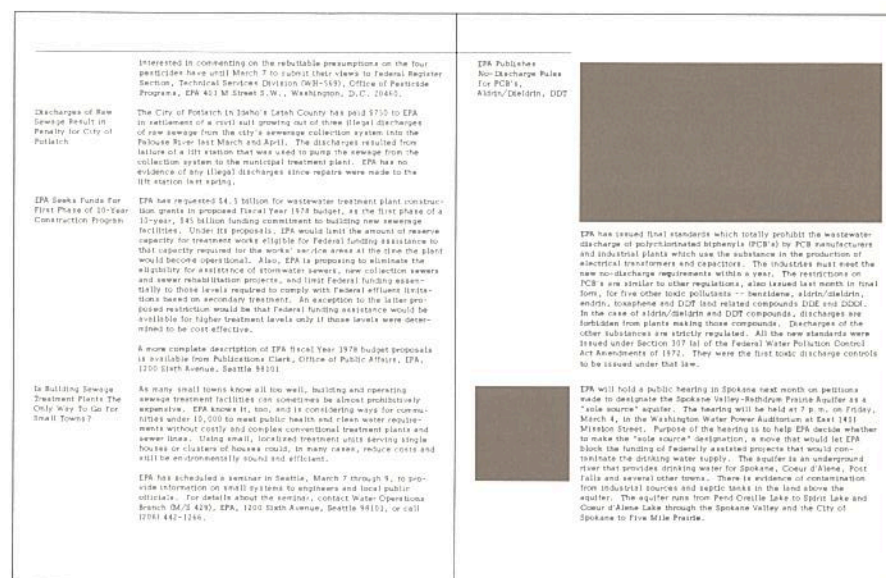 interested in commenting on the rebuttable presumptions on the four
pesticides have until March 7 to submit their views to Federal Register
Section, Technical Services Division (WH-569), Office of Pesticide
Programs, EPA 401 M Street S.W., Washington, D.C. 20460.
Discharges of Raw
Sewage Result in
Penalty for City of
Potlatch
The City of Potlatch in Idaho's Latah County has paid $750 to EPA
in settlement of a civil suit growing out of three illegal discharges
of raw sewage from the city's sewerage collection system into the
Palouse River last March and April. The discharges resulted from
failure of a lift station that was used to pump the sewage from the
collection system to the municipal treatment plant. EPA has no
evidence of any illegal discharges since repairs were made to the
lift station last spring.
EPA Seeks Funds For
First Phase of 10-Year
Construction Program
EPA has requested $4.5 billion for wastewater treatment plant construc-
tion grants in proposed Fiscal Year 1978 budget, as the first phase of a
10-year, $45 billion funding commitment to building new sewerage
facilities. Under its proposals, EPA would limit the amount of reserve
capacity for treatment works eligible for Federal funding assistance to
that capacity required for the works' service areas at the time the plant
would become operational. Also, EPA is proposing to eliminate the
eligibility for assistance of stormwater sewers, new collection sewers
and sewer rehabilitation projects, and limit Federal funding essen-
tially to those levels required to comply with Federal effluent limita-
tions based on secondary treatment. An exception to the latter pro-
posed restriction would be that Federal funding assistance would be
available for higher treatment levels only if those levels were deter-
mined to be cost effective.
A more complete description of EPA fiscal Year 1978 budget proposals
is available from Publications Clerk, Office of Public Affairs, EPA,
1200 Sixth Avenue, Seattle 98101
Is Building Sewage
Treatment Plants The
Only Way To Go For
Small Towns?
As many small towns know all too well, building and operating
sewage treatment facilities can sometimes be almost prohibitively
expensive. EPA knows it, too, and is considering ways for commu-
nities under 10,000 to meet public health and clean water require-
ments without costly and complex conventional treatment plants and
sewer lines. Using small, localized treatment units serving single
houses or clusters of houses could, in many cases, reduce costs and
still be environmentally sound and efficient.
EPA has scheduled a seminar in Seattle, March 7 through 9, to pro-
vide information on small systems to engineers and local public
officials. For details about the seminar, contact Water Operations
Branch (M/S 429), EPA, 1200 Sixth Avenue, Seattle 98101, or call
(206) 442-1266.
EPA Publishes
No-Discharge Rules
for PCB's,
Aldrin/Dieldrin, DDT
EPA has issued final standards which totally prohibit the wastewater
discharge of polychlorinated biphenyls (PCB's) by PCB manufacturers
and industrial plants which use the substance in the production of
electrical transformers and capacitors. The industries must meet the
new no-discharge requirements within a year. The restrictions on
PCB's are similar to other regulations, also issued last month in final
form, for five other toxic pollutants -- benzidene, aldrin/dieldrin,
endrin, toxaphene and DDT (and related compounds DDE and DDD).
In the case of aldrin/dieldrin and DDT compounds, discharges are
forbidden from plants making those compounds. Discharges of the
other substances are strictly regulated. All the new standards were
issued under Section 307 (a) of the Federal Water Pollution Control
Act Amendments of 1972. They were the first toxic discharge controls
to be issued under that law.
EPA will hold a public hearing in Spokane next month on petitions
made to designate the Spokane Valley-Rathdrum Prairie Aquifer as a
"sole source" aquifer. The hearing will be held at 7 p.m. on Friday,
March 4, in the Washington Water Power Auditorium at East 1411
Mission Street. Purpose of the hearing is to help EPA decide whether
to make the "sole source" designation, a move that would let EPA
block the funding of federally assisted projects that would con-
taminate the drinking water supply. The aquifer is an underground
river that provides drinking water for Spokane, Coeur d'Alene, Post
Falls and several other towns. There is evidence of contamination
from industrial sources and septic tanks in the land above the
aquifer. The aquifer runs from Pend Oreille Lake to Spirit Lake and
Coeur d'Alene Lake through the Spokane Valley and the City of
Spokane to Five Mile Prairie.